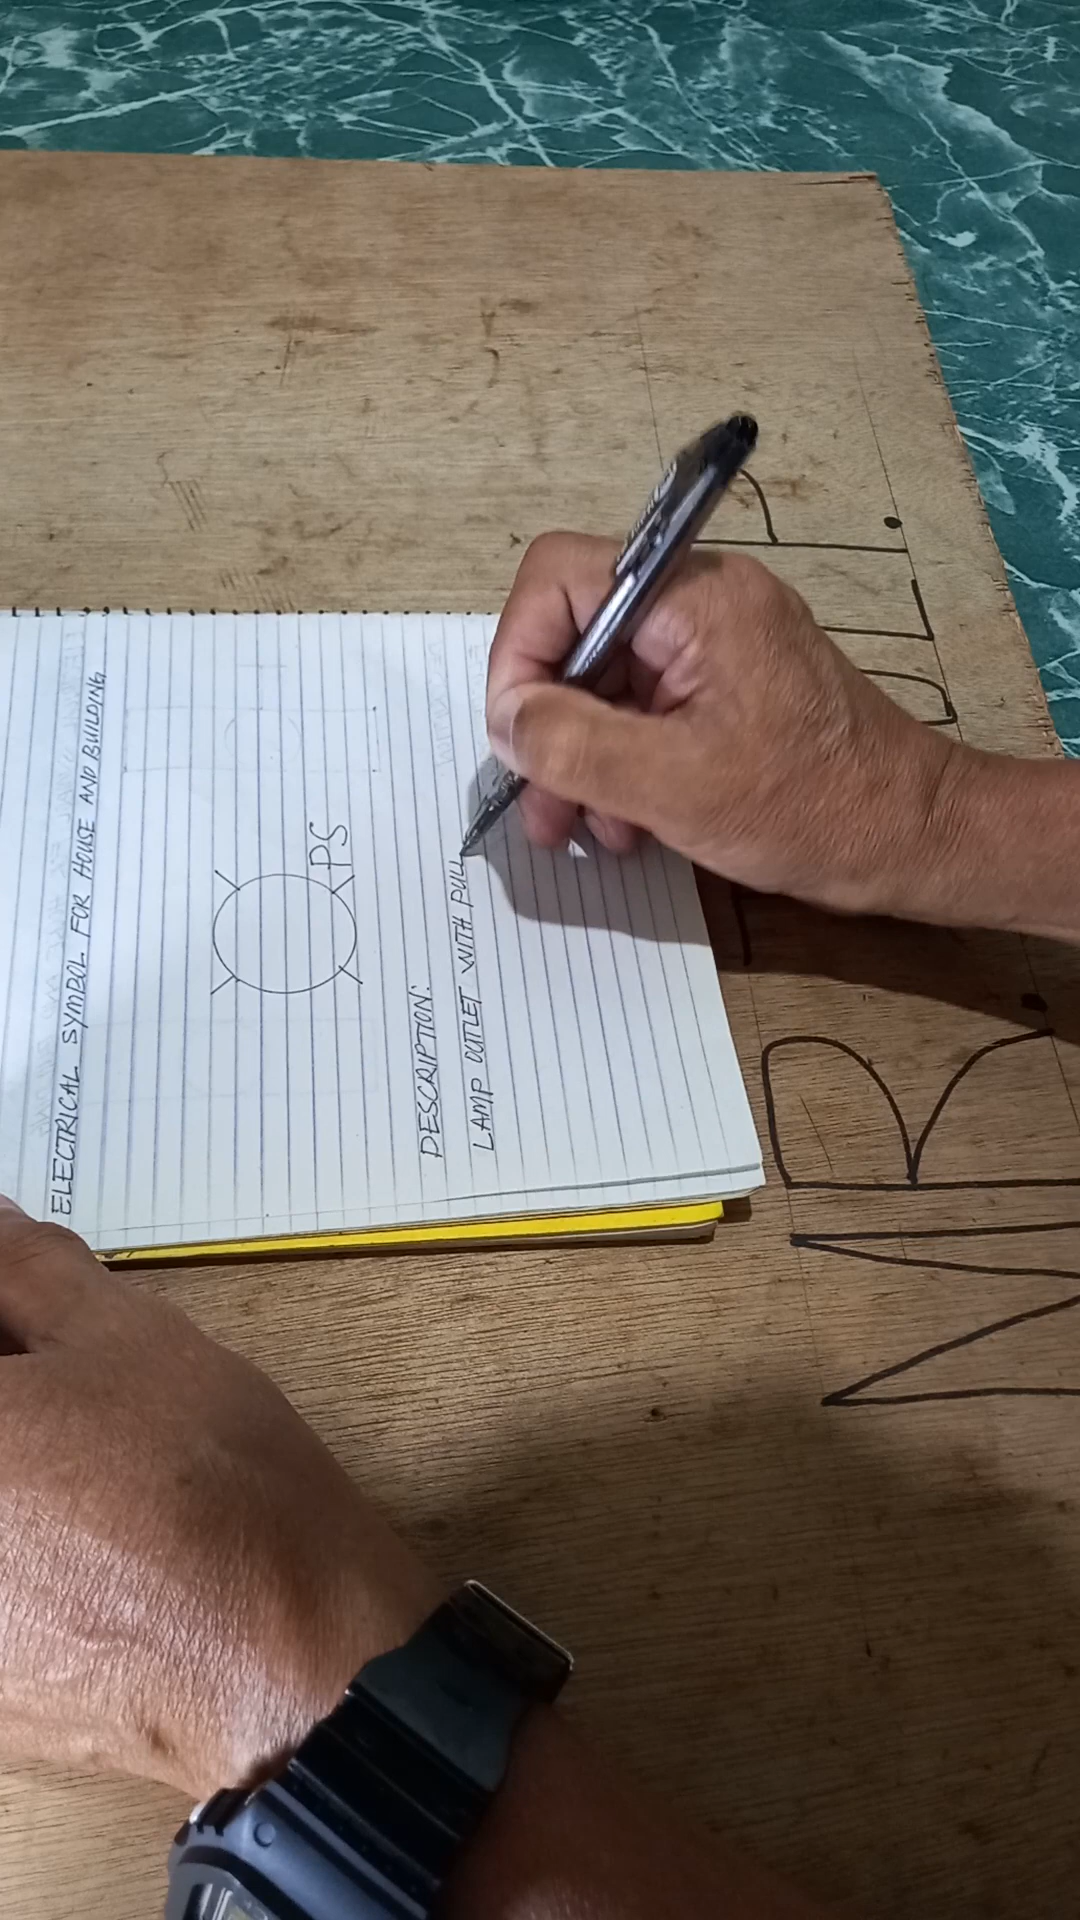 ELECTRICAL SYMBOL FOR HOUSE AND BUILDING
PS
DESCRIPTION:
LAMP OUTLET WITH PULL